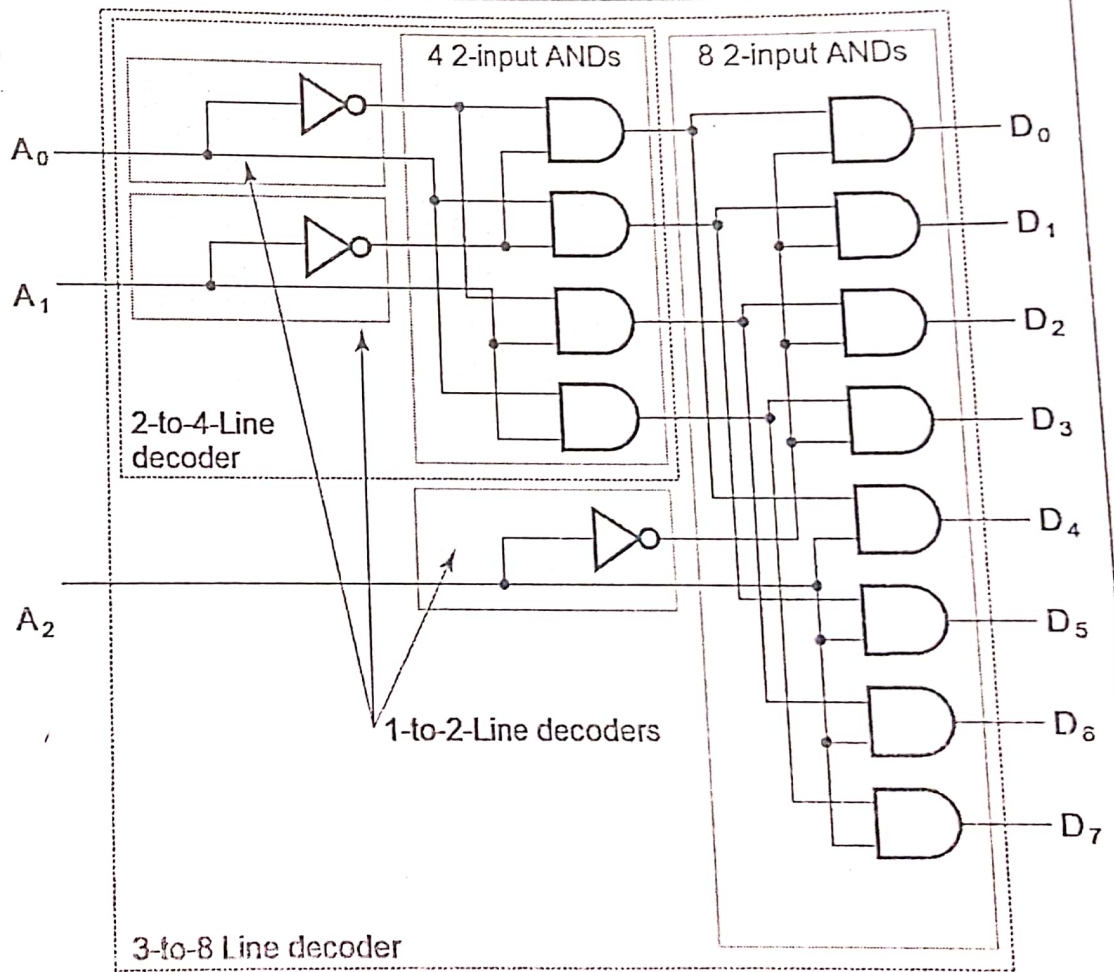 4 2-input ANDs
8 2-input ANDs
A₀
D₀
D₁
A₁
D₂
2-to-4-Line
decoder
D₃
D₄
A₂
D₅
1-to-2-Line decoders
D₆
D₇
3-to-8 Line decoder